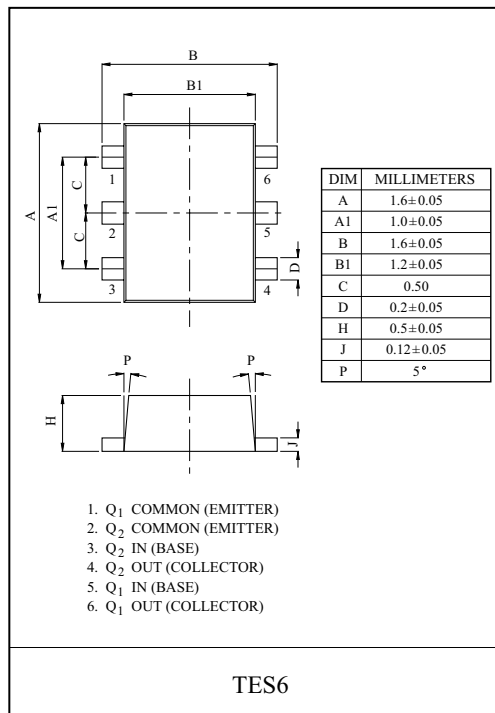 B
B1
A
A1
C
C
D
1
2
3
6
5
4
DIM MILLIMETERS
A 1.6±0.05
A1 1.0±0.05
B 1.6±0.05
B1 1.2±0.05
C 0.50
D 0.2±0.05
H 0.5±0.05
J 0.12±0.05
P 5°
P
P
H
J
1. Q1 COMMON (EMITTER)
2. Q2 COMMON (EMITTER)
3. Q2 IN (BASE)
4. Q2 OUT (COLLECTOR)
5. Q1 IN (BASE)
6. Q1 OUT (COLLECTOR)
TES6